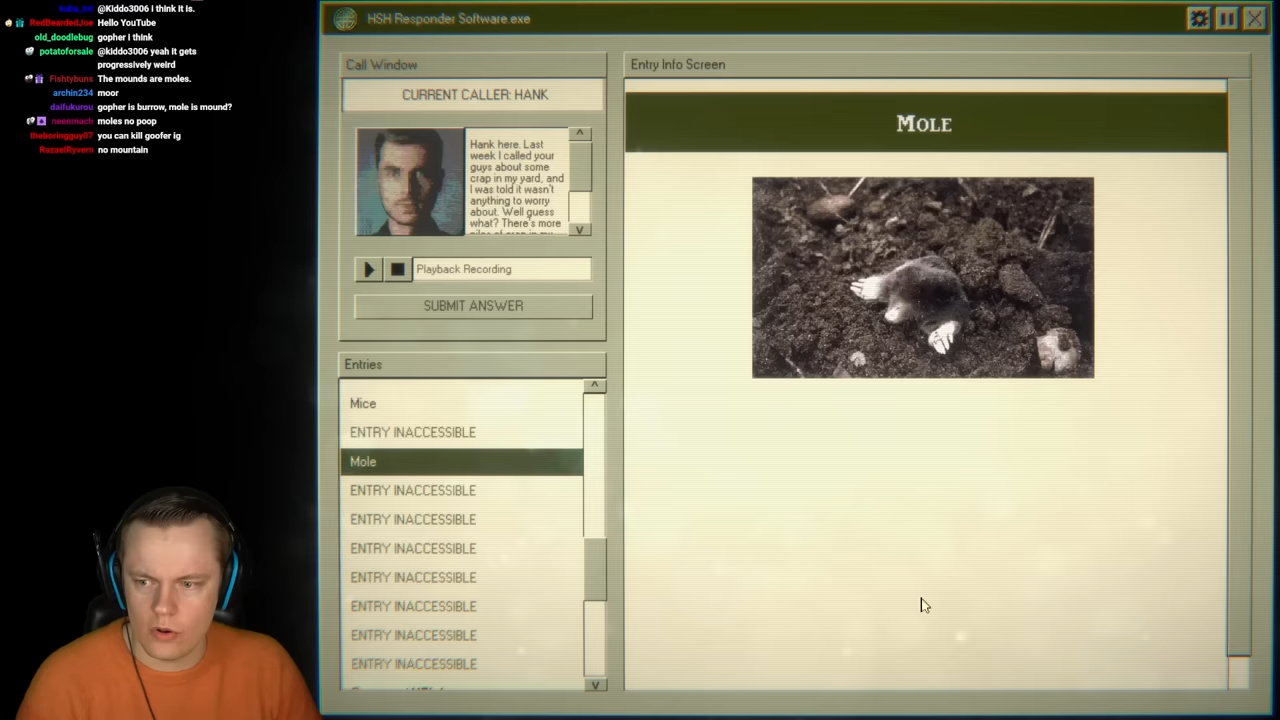 @Kiddo3006 i think it is.
RedBeardedJoe Hello YouTube
old_doodlebug gopher i think
potatoforsale @kiddo3006 yeah it gets
progressively weird
Fishtybuns The mounds are moles.
archin234 moor
daifukurou gopher is burrow, mole is mound?
neenmach moles no poop
theboringguy07 you can kill goofer ig
RazaelRyvem no mountain
HSH Responder Software.exe
Call Window
CURRENT CALLER: HANK
Hank here. Last
week I called your
guys about some
crap in my yard, and
I was told it wasn't
anything to worry
about. Well guess
what? There's more
Playback Recording
SUBMIT ANSWER
Entries
Mice
ENTRY INACCESSIBLE
Mole
ENTRY INACCESSIBLE
ENTRY INACCESSIBLE
ENTRY INACCESSIBLE
ENTRY INACCESSIBLE
ENTRY INACCESSIBLE
ENTRY INACCESSIBLE
ENTRY INACCESSIBLE
Entry Info Screen
Mole